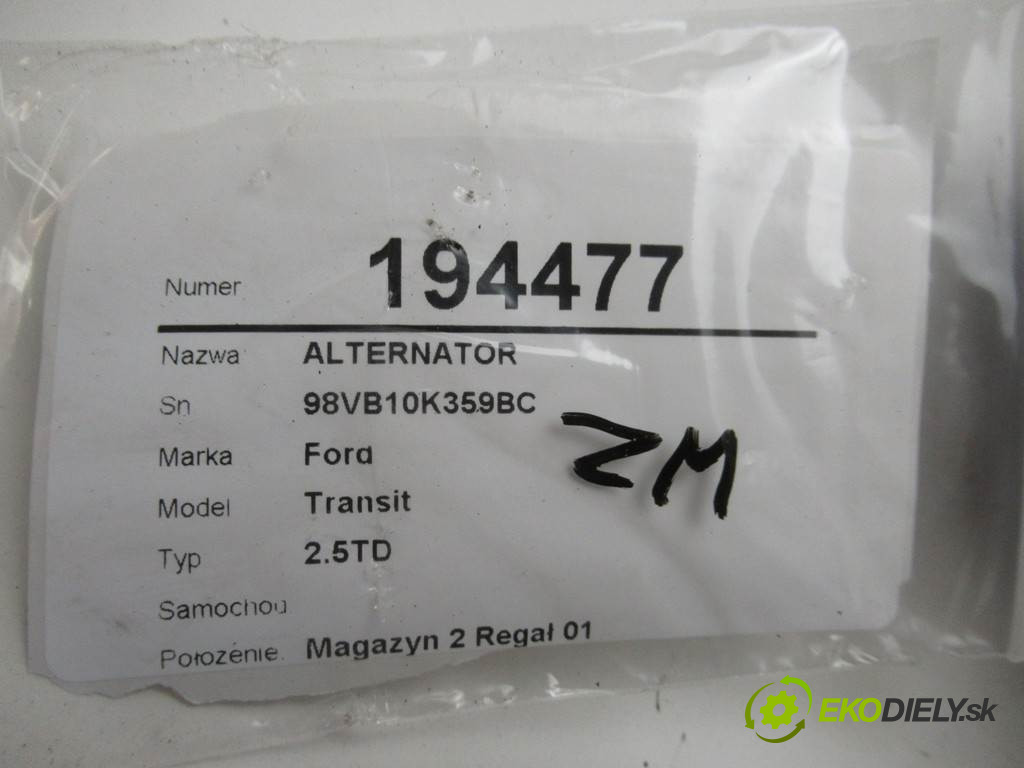 Numer 194477
Nazwa ALTERNATOR
Sn 98VB10K359BC
Marka Ford
Model Transit
Typ 2.5TD
ZM
Samochod
Położenie. Magazyn 2 Regał 01
EKODIELY.sk